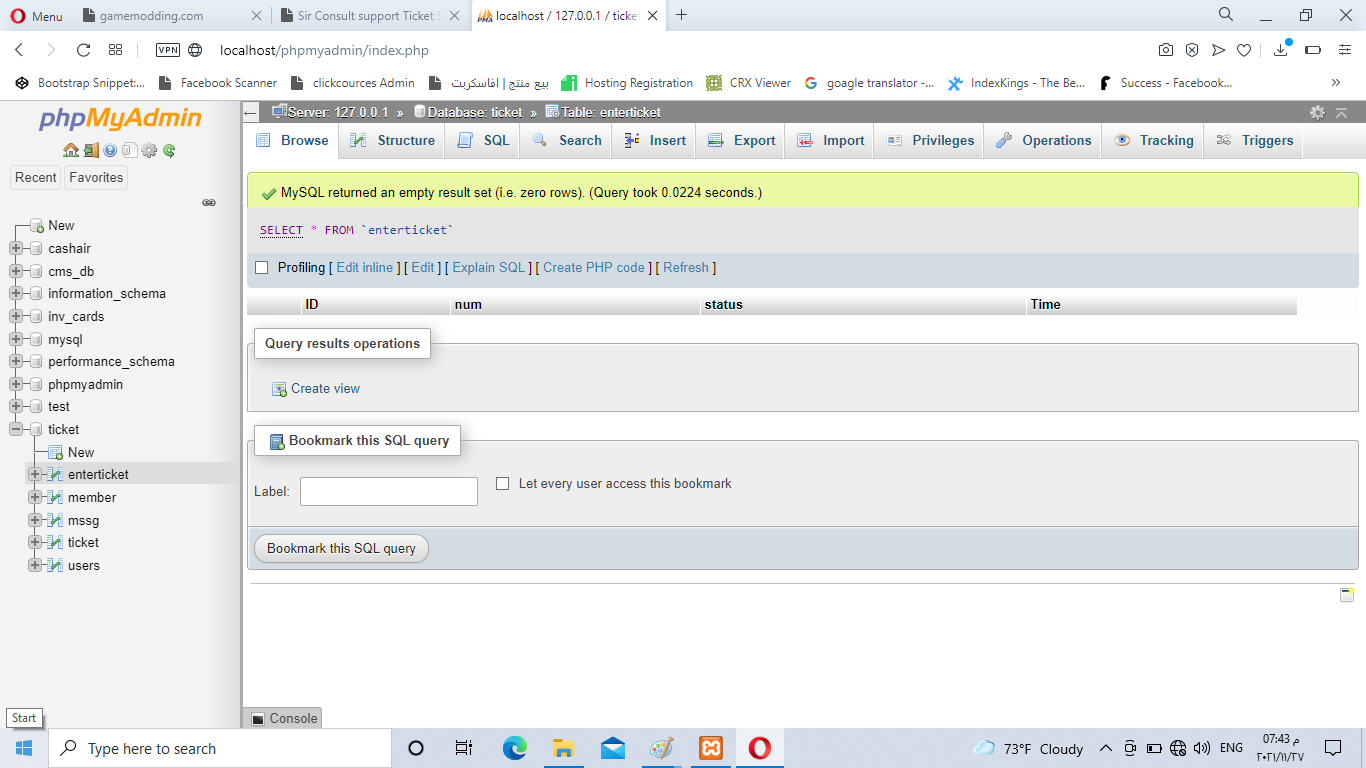 Menu
gamemodding.com
Sir Consult support Ticket S
localhost / 127.0.0.1 / ticke
VPN
localhost/phpmyadmin/index.php
Bootstrap Snippet:...
Facebook Scanner
clickcources Admin
بيع منتج | افاسكريت
Hosting Registration
CRX Viewer
goagle translator -...
IndexKings - The Be...
Success - Facebook...
phpMyAdmin
Recent
Favorites
New
cashair
cms_db
information_schema
inv_cards
mysql
performance_schema
phpmyadmin
test
ticket
New
enterticket
member
mssg
ticket
users
Server: 127.0.0.1 » Database: ticket » Table: enterticket
Browse
Structure
SQL
Search
Insert
Export
Import
Privileges
Operations
Tracking
Triggers
MySQL returned an empty result set (i.e. zero rows). (Query took 0.0224 seconds.)
SELECT * FROM `enterticket`
Profiling [ Edit inline ] [ Edit ] [ Explain SQL ] [ Create PHP code ] [ Refresh ]
ID num status Time
Query results operations
Create view
Bookmark this SQL query
Label:
Let every user access this bookmark
Bookmark this SQL query
Console
Start
Type here to search
73°F Cloudy
ENG
07:43 م
٢٠٢١/١١/٢٧